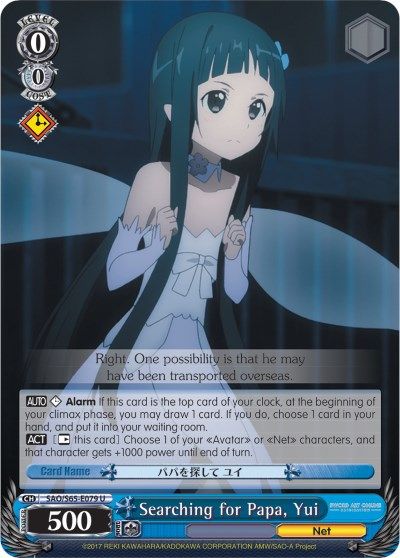 LEVEL
0
0
COST
Right. One possibility is that he may
have been transported overseas.
AUTO Alarm If this card is the top card of your clock, at the beginning
of your climax phase, you may draw 1 card. If you do, choose 1 card in your
hand, and put it into your waiting room.
ACT [ this card] Choose 1 of your «Avatar» or «Net» characters, and
that character gets +1000 power until end of turn.
Card Name パパを探して ユイ
CH SAO/S65-E079 U
500
POWER
Searching for Papa, Yui
SWORD ART ONLINE
Net
©2017 REKI KAWAHARA/KADOKAWA CORPORATION AMW/SAO-A Project